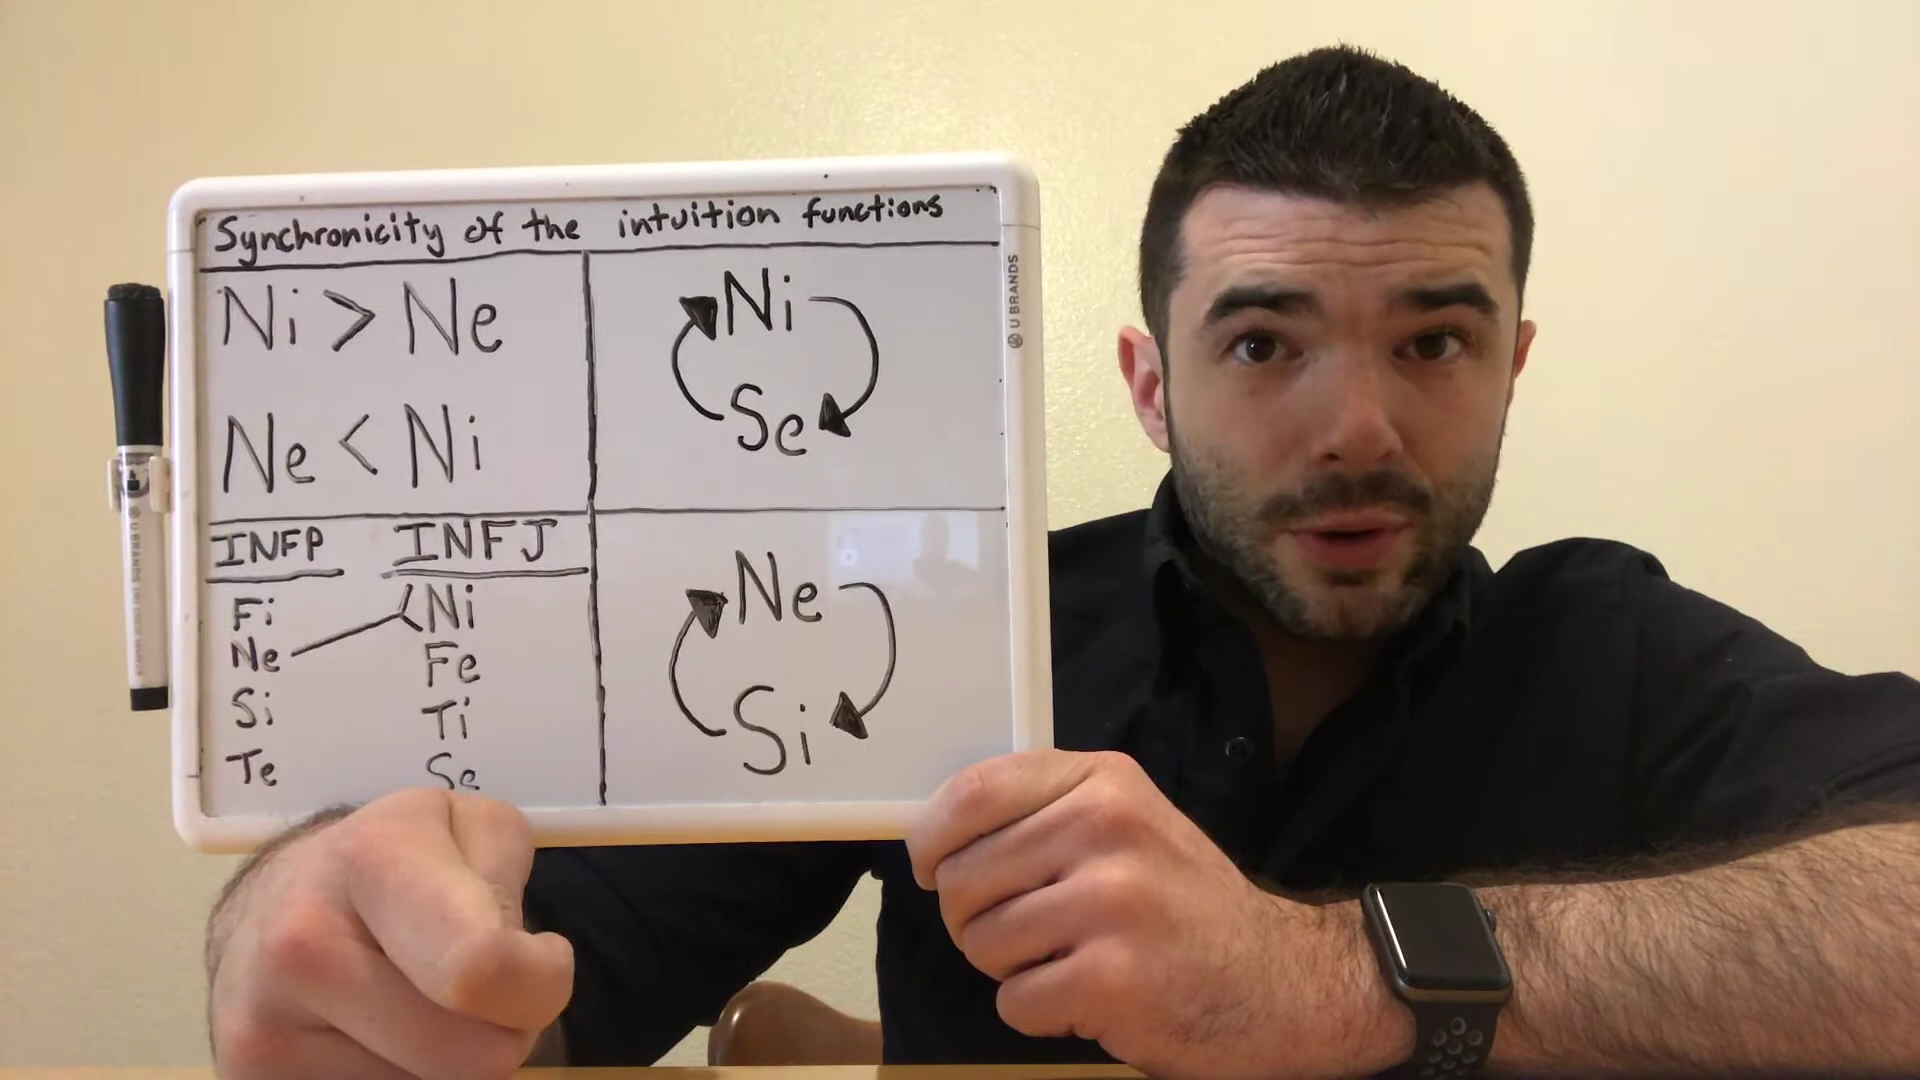 Synchronicity of the intuition functions
Ni > Ne
Ne < Ni
Ni
Se
INFP INFJ
Fi Ni
Ne Fe
Si Ti
Te Se
Ne
Si
U BRANDS
U BRANDS